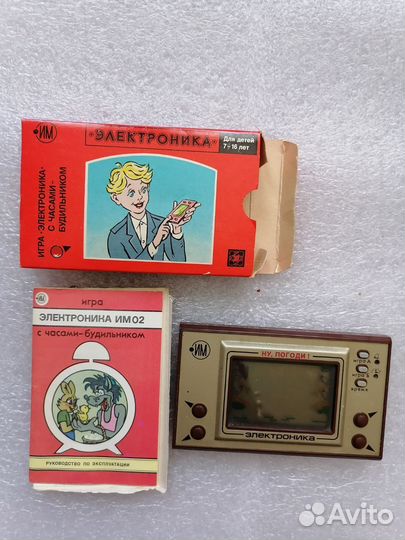 ИМ
«ЭЛЕКТРОНИКА»
Для детей
7÷16 лет
ИГРА «ЭЛЕКТРОНИКА»
С ЧАСАМИ-
БУДИЛЬНИКОМ
ИМ
игра
ЭЛЕКТРОНИКА ИМ02
с часами-будильником
РУКОВОДСТВО ПО ЭКСПЛУАТАЦИИ
ИМ
НУ, ПОГОДИ!
игра А
игра Б
время
электроника
Avito